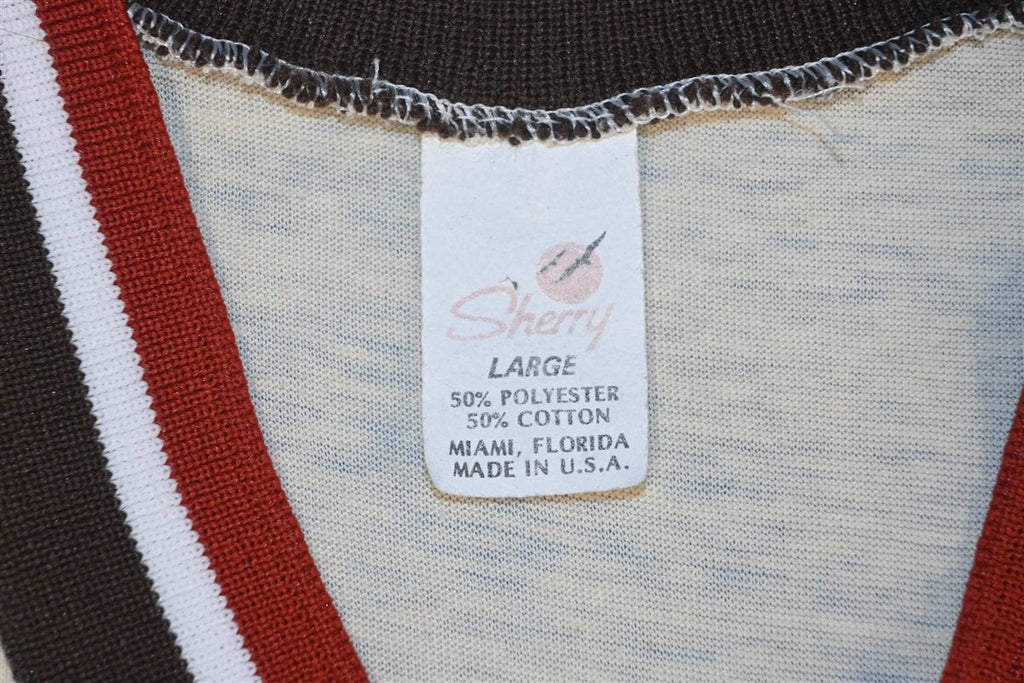 Sherry
LARGE
50% POLYESTER
50% COTTON
MIAMI, FLORIDA
MADE IN U.S.A.